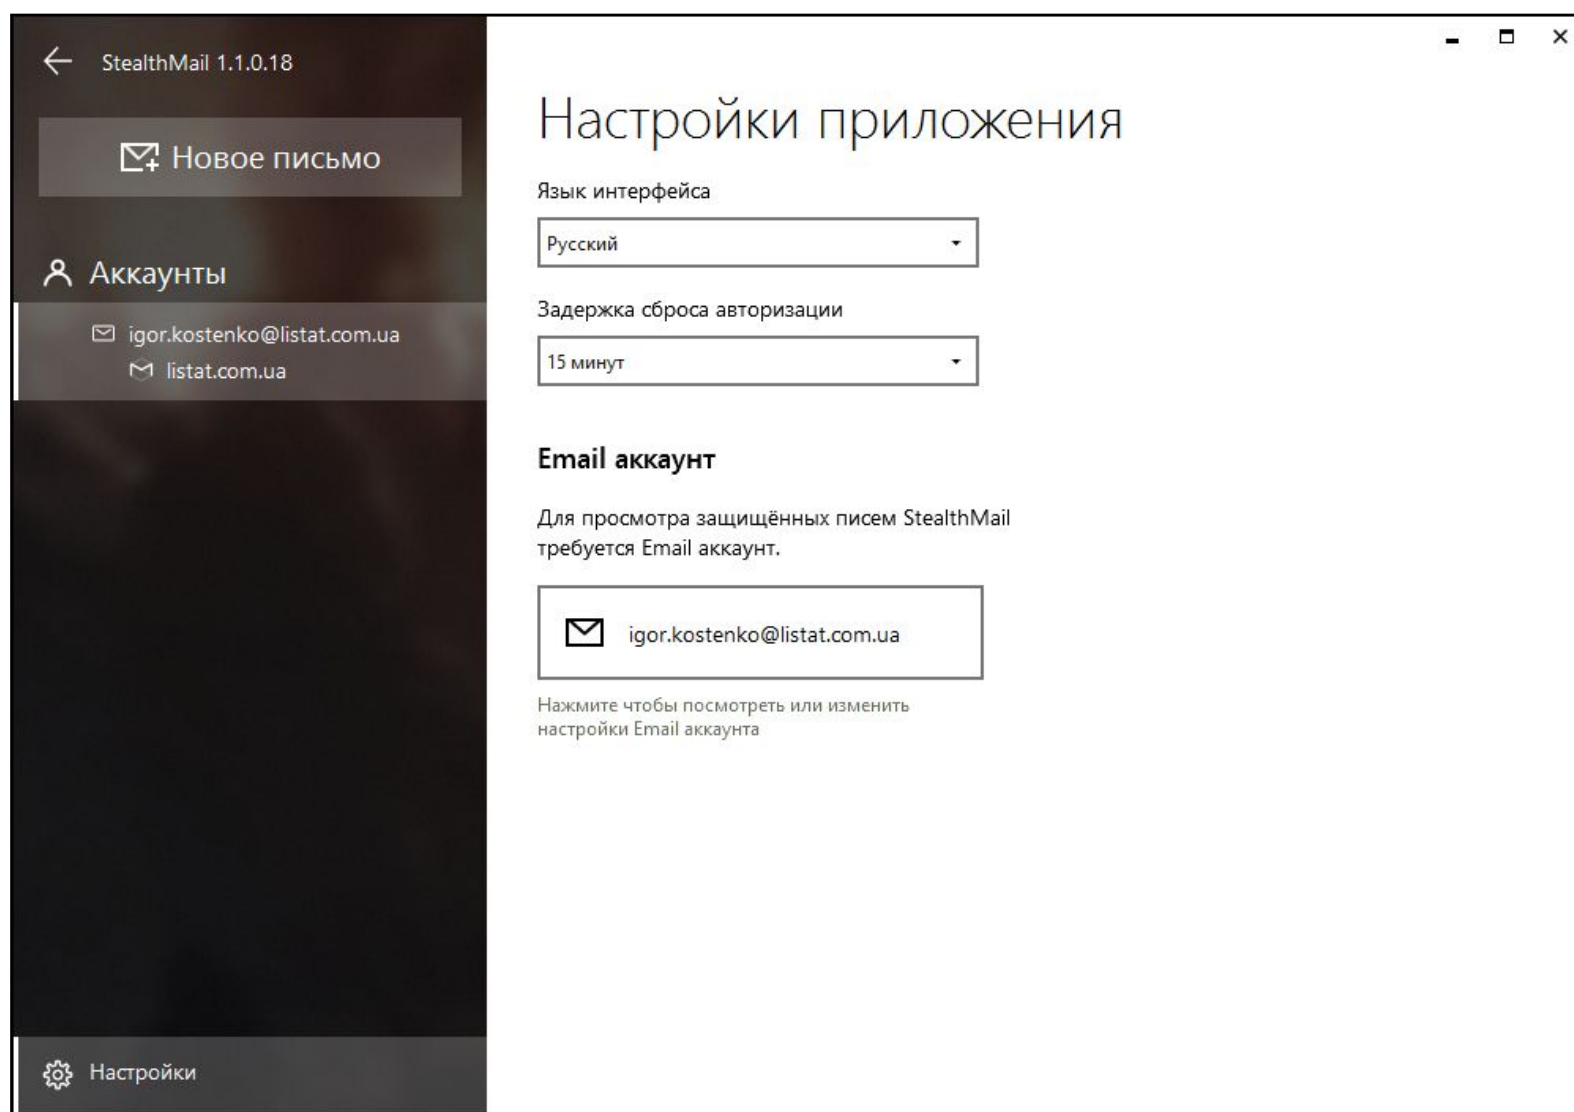 StealthMail 1.1.0.18
Новое письмо
Аккаунты
igor.kostenko@listat.com.ua
listat.com.ua
Настройки
Настройки приложения
Язык интерфейса
Русский
Задержка сброса авторизации
15 минут
Email аккаунт
Для просмотра защищённых писем StealthMail
требуется Email аккаунт.
igor.kostenko@listat.com.ua
Нажмите чтобы посмотреть или изменить
настройки Email аккаунта